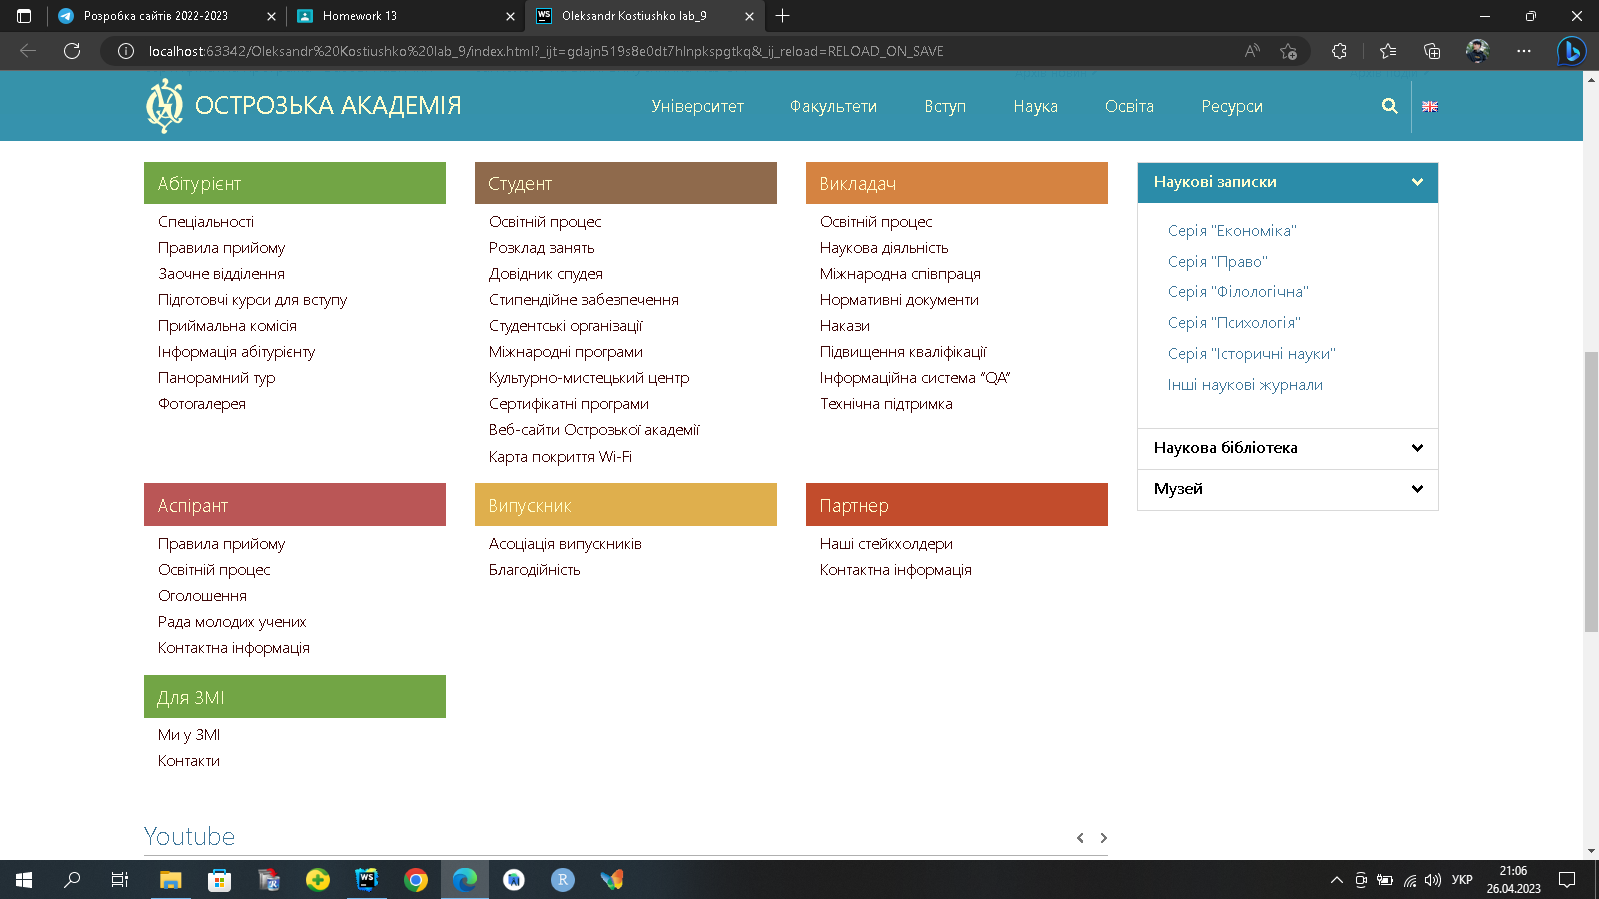 Розробка сайтів 2022-2023
Homework 13
Oleksandr Kostiushko lab_9
localhost:63342/Oleksandr%20Kostiushko%20lab_9/index.html?_ijt=gdajn519s8e0dt7hlnpkspgtkq&_ij_reload=RELOAD_ON_SAVE
ОСТРОЗЬКА АКАДЕМІЯ
Університет
Факультети
Вступ
Наука
Освіта
Ресурси
Абітурієнт
Спеціальності
Правила прийому
Заочне відділення
Підготовчі курси для вступу
Приймальна комісія
Інформація абітурієнту
Панорамний тур
Фотогалерея
Студент
Освітній процес
Розклад занять
Довідник спудея
Стипендійне забезпечення
Студентські організації
Міжнародні програми
Культурно-мистецький центр
Сертифікатні програми
Веб-сайти Острозької академії
Карта покриття Wi-Fi
Викладач
Освітній процес
Наукова діяльність
Міжнародна співпраця
Нормативні документи
Накази
Підвищення кваліфікації
Інформаційна система “QA”
Технічна підтримка
Наукові записки
Серія "Економіка"
Серія "Право"
Серія "Філологічна"
Серія "Психологія"
Серія "Історичні науки"
Інші наукові журнали
Наукова бібліотека
Музей
Аспірант
Правила прийому
Освітній процес
Оголошення
Рада молодих учених
Контактна інформація
Випускник
Асоціація випускників
Благодійність
Партнер
Наші стейкхолдери
Контактна інформація
Для ЗМІ
Ми у ЗМІ
Контакти
Youtube
УКР
21:06
26.04.2023